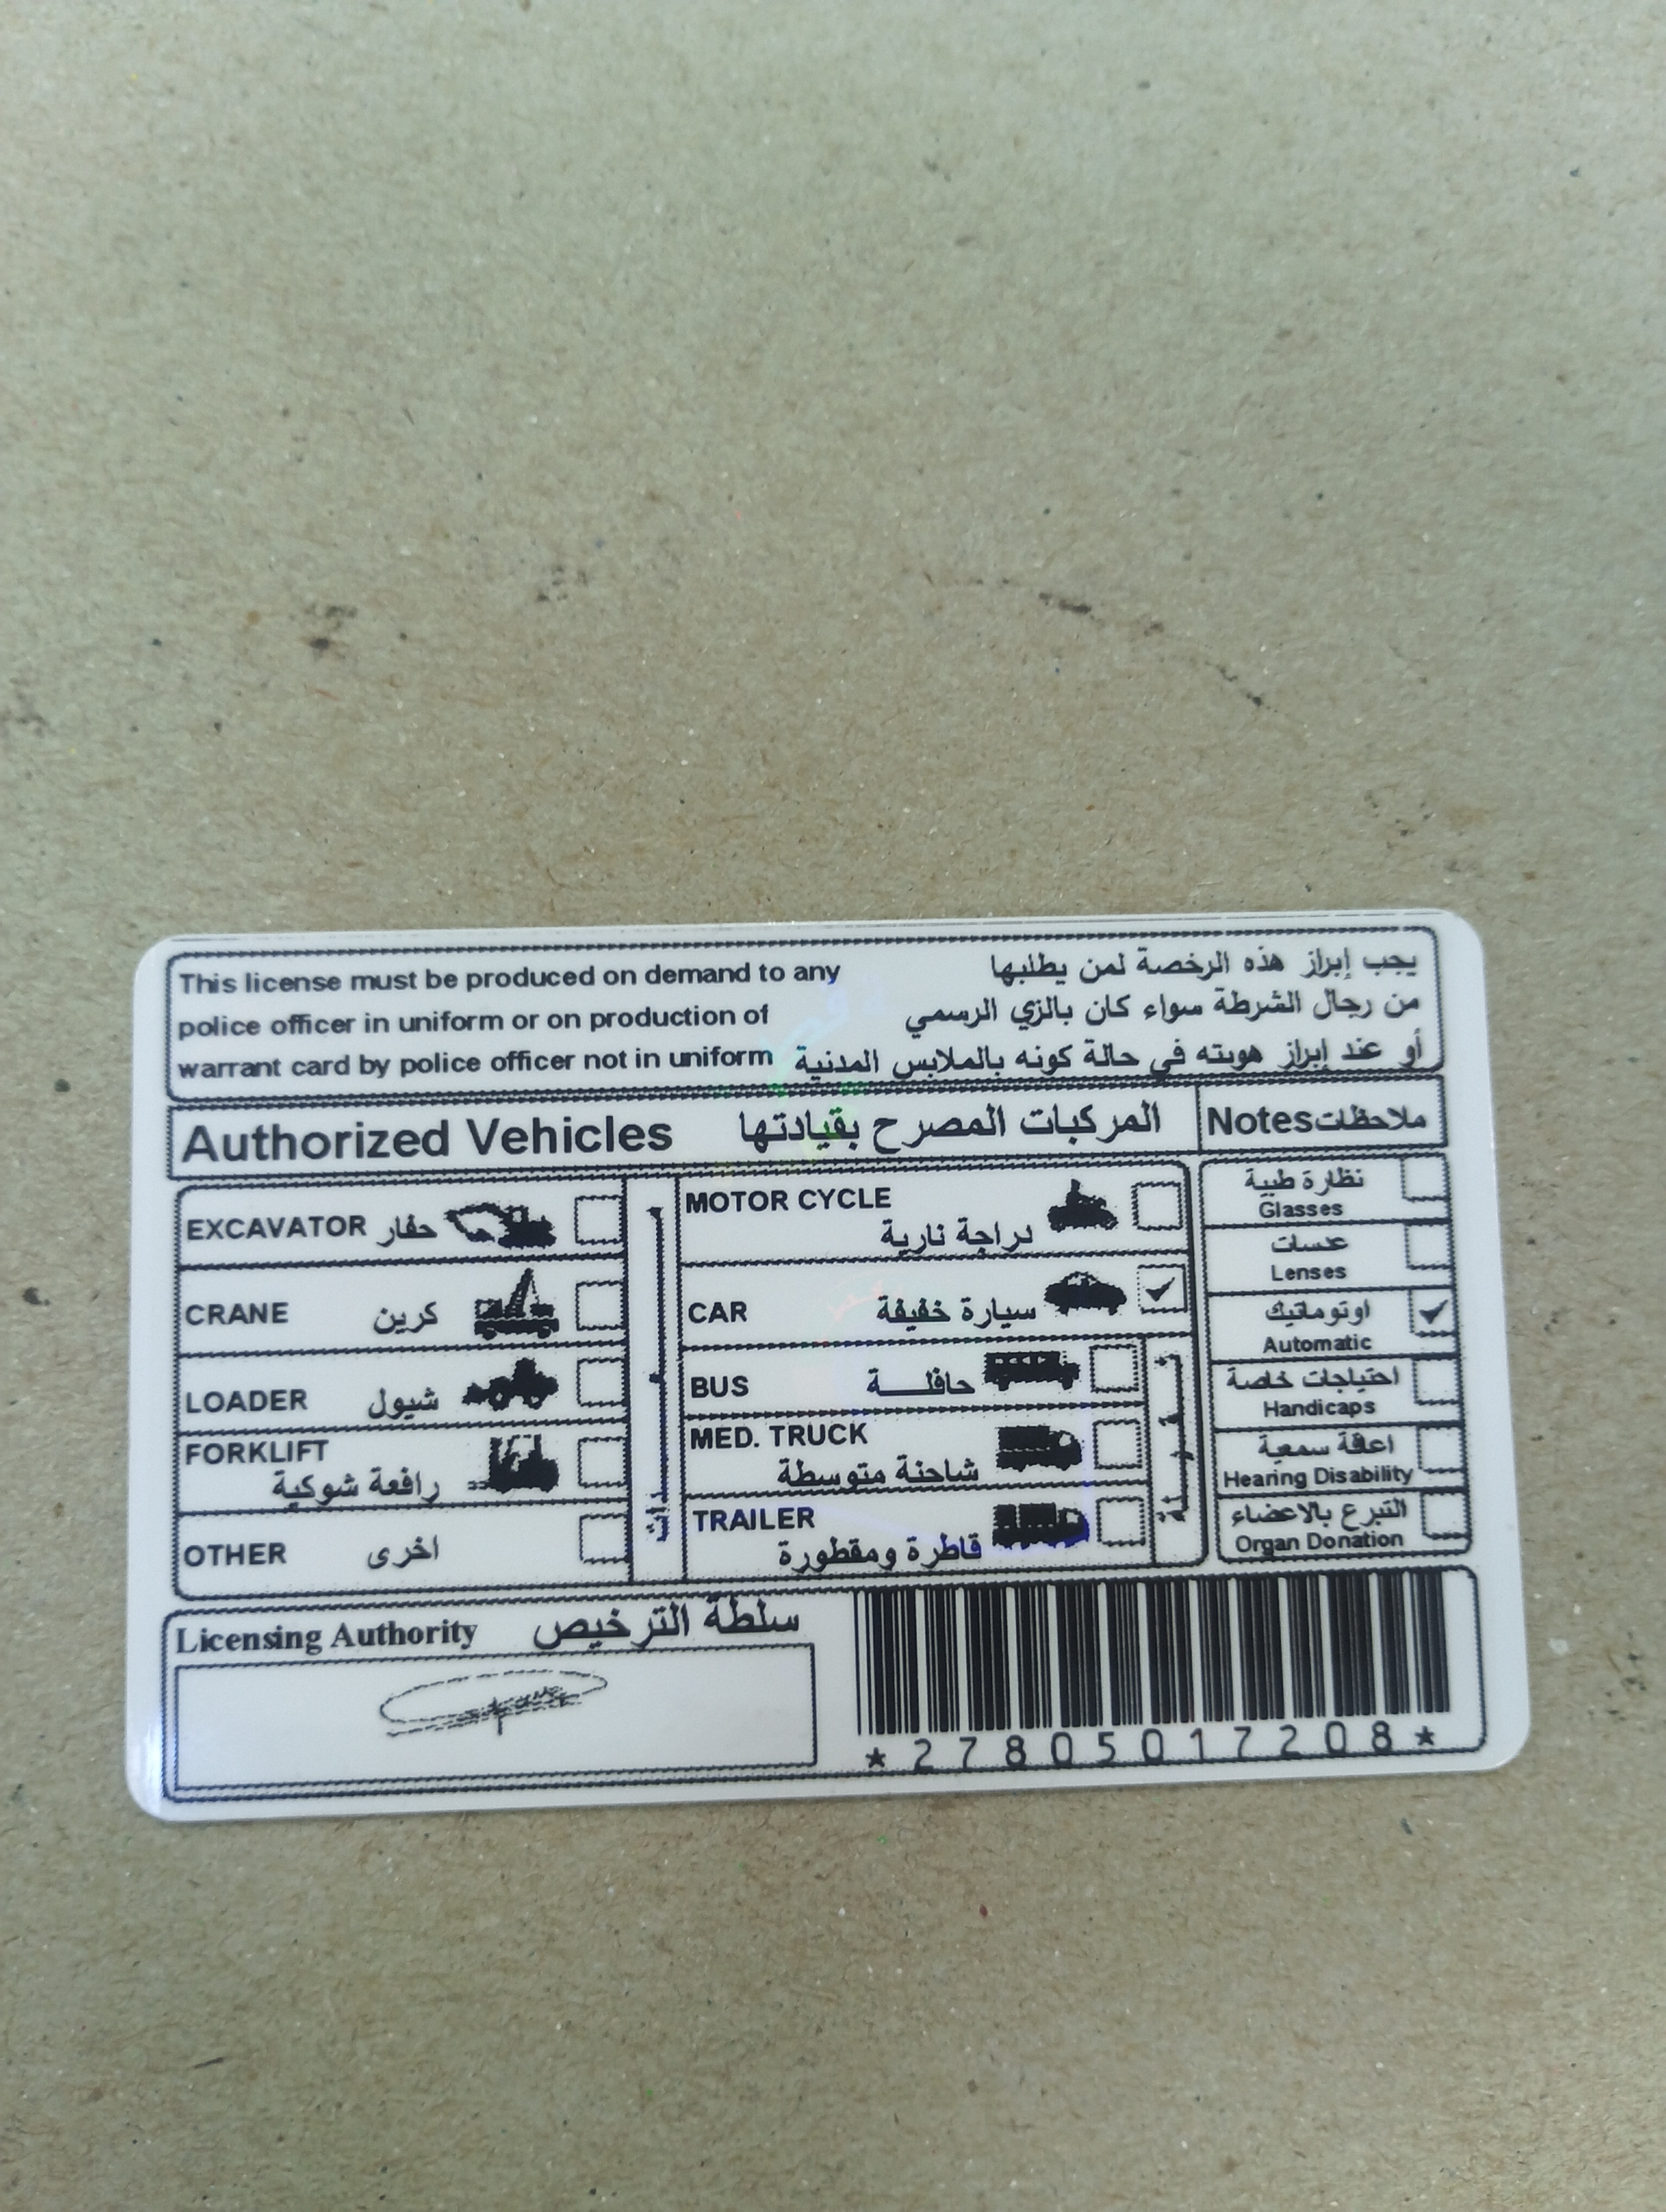 This license must be produced on demand to any
police officer in uniform or on production of
warrant card by police officer not in uniform
يجب إبراز هذه الرخصة لمن يطلبها
من رجال الشرطة سواء كان بالزي الرسمي
أو عند إبراز هويته في حالة كونه بالملابس المدنية
Authorized Vehicles المركبات المصرح بقيادتها
Notes ملاحظات
EXCAVATOR حفار
CRANE كرين
LOADER شيول
FORKLIFT
رافعة شوكية
OTHER اخرى
MOTOR CYCLE
دراجة نارية
CAR سيارة خفيفة
BUS حافلـــة
MED. TRUCK
شاحنة متوسطة
TRAILER
قاطرة ومقطورة
نظارة طبية
Glasses
عدسات
Lenses
اوتوماتيك
Automatic
احتياجات خاصة
Handicaps
اعاقة سمعية
Hearing Disability
التبرع بالاعضاء
Organ Donation
Licensing Authority سلطة الترخيص
*27805017208*